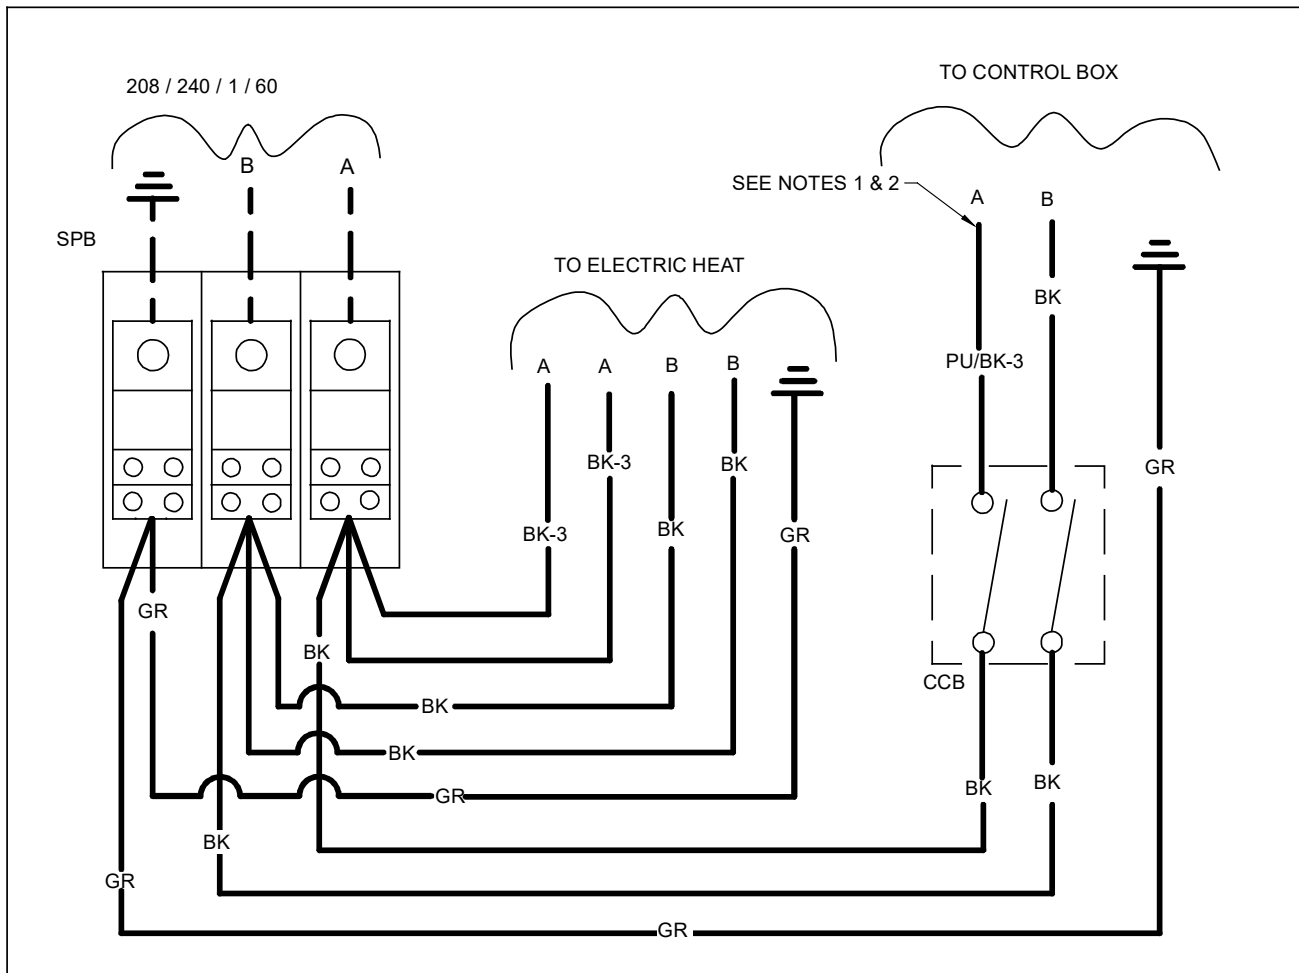 208 / 240 / 1 / 60
TO CONTROL BOX
B
A
SEE NOTES 1 & 2
A
B
SPB
TO ELECTRIC HEAT
BK
A
A
B
B
PU/BK-3
BK-3
BK
GR
BK-3
BK
GR
GR
BK
CCB
BK
BK
BK
BK
GR
BK
GR
GR